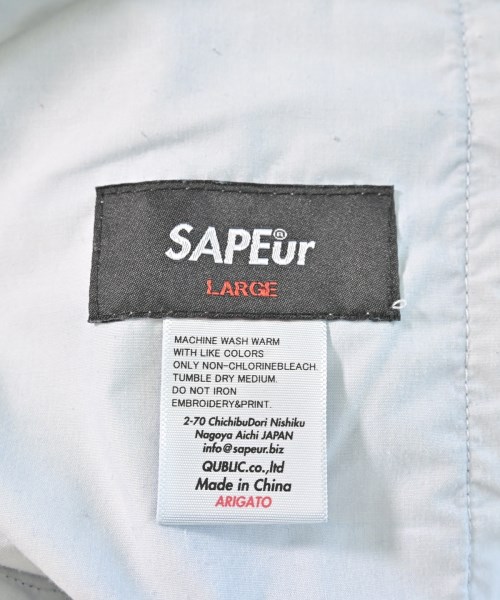 SAPEur®
LARGE
MACHINE WASH WARM
WITH LIKE COLORS
ONLY NON-CHLORINEBLEACH.
TUMBLE DRY MEDIUM.
DO NOT IRON
EMBROIDERY&PRINT.
2-70 ChichibuDori Nishiku
Nagoya Aichi JAPAN
info@sapeur.biz
QUBLIC.co.,ltd
Made in China
ARIGATO